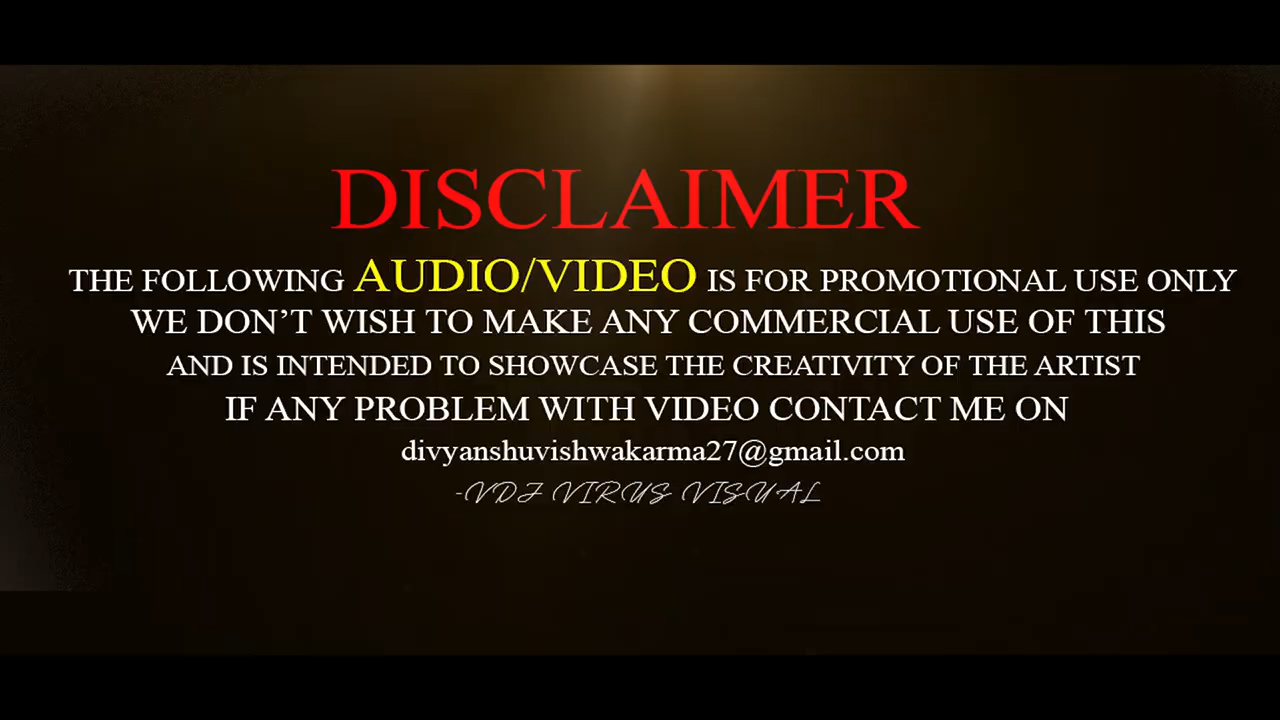 DISCLAIMER
THE FOLLOWING AUDIO/VIDEO IS FOR PROMOTIONAL USE ONLY
WE DON’T WISH TO MAKE ANY COMMERCIAL USE OF THIS
AND IS INTENDED TO SHOWCASE THE CREATIVITY OF THE ARTIST
IF ANY PROBLEM WITH VIDEO CONTACT ME ON
divyanshuvishwakarma27@gmail.com
-VDJ VIRUS VISUAL